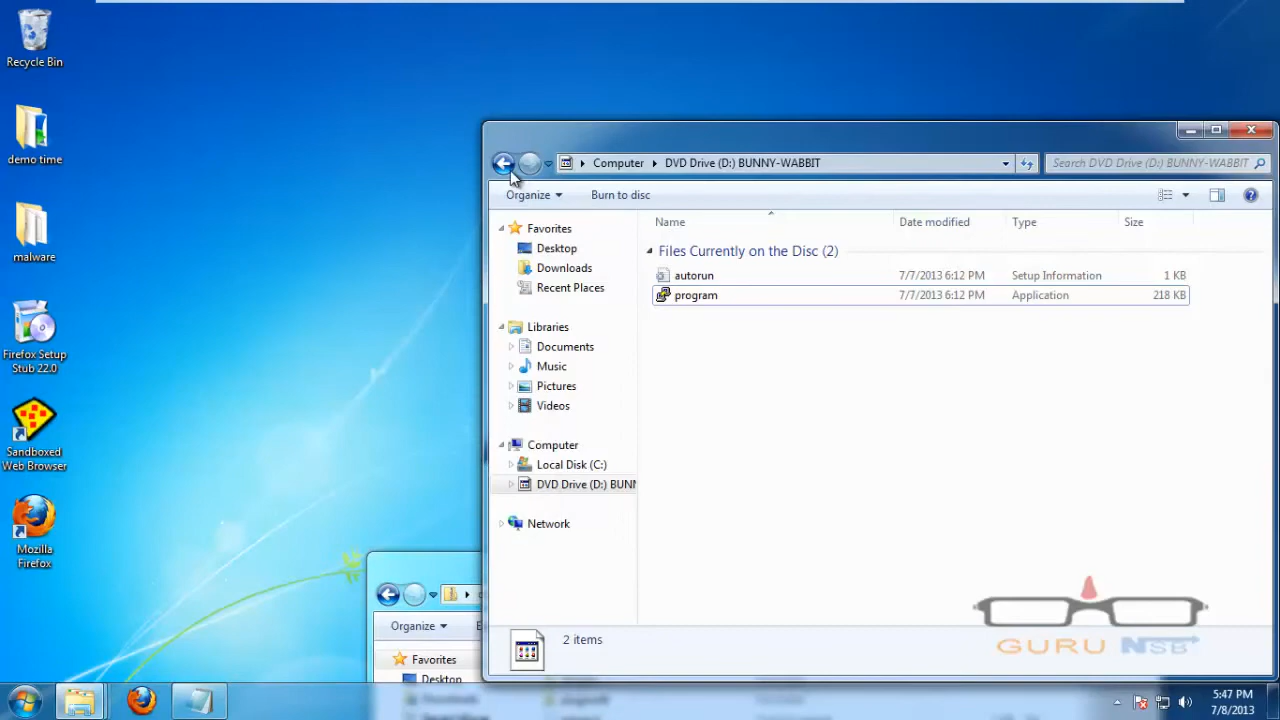 Recycle Bin
demo time
malware
Firefox Setup
Stub 22.0
Sandboxed
Web Browser
Mozilla
Firefox
Computer
DVD Drive (D:) BUNNY-WABBIT
Search DVD Drive (D:) BUNNY-WABBIT
Organize
Burn to disc
Favorites
Desktop
Downloads
Recent Places
Libraries
Documents
Music
Pictures
Videos
Computer
Local Disk (C:)
DVD Drive (D:) BUNN
Network
Name
Date modified
Type
Size
Files Currently on the Disc (2)
autorun
7/7/2013 6:12 PM
Setup Information
1 KB
program
7/7/2013 6:12 PM
Application
218 KB
2 items
GURU NSB
Organize
Favorites
Desktop
5:47 PM
7/8/2013